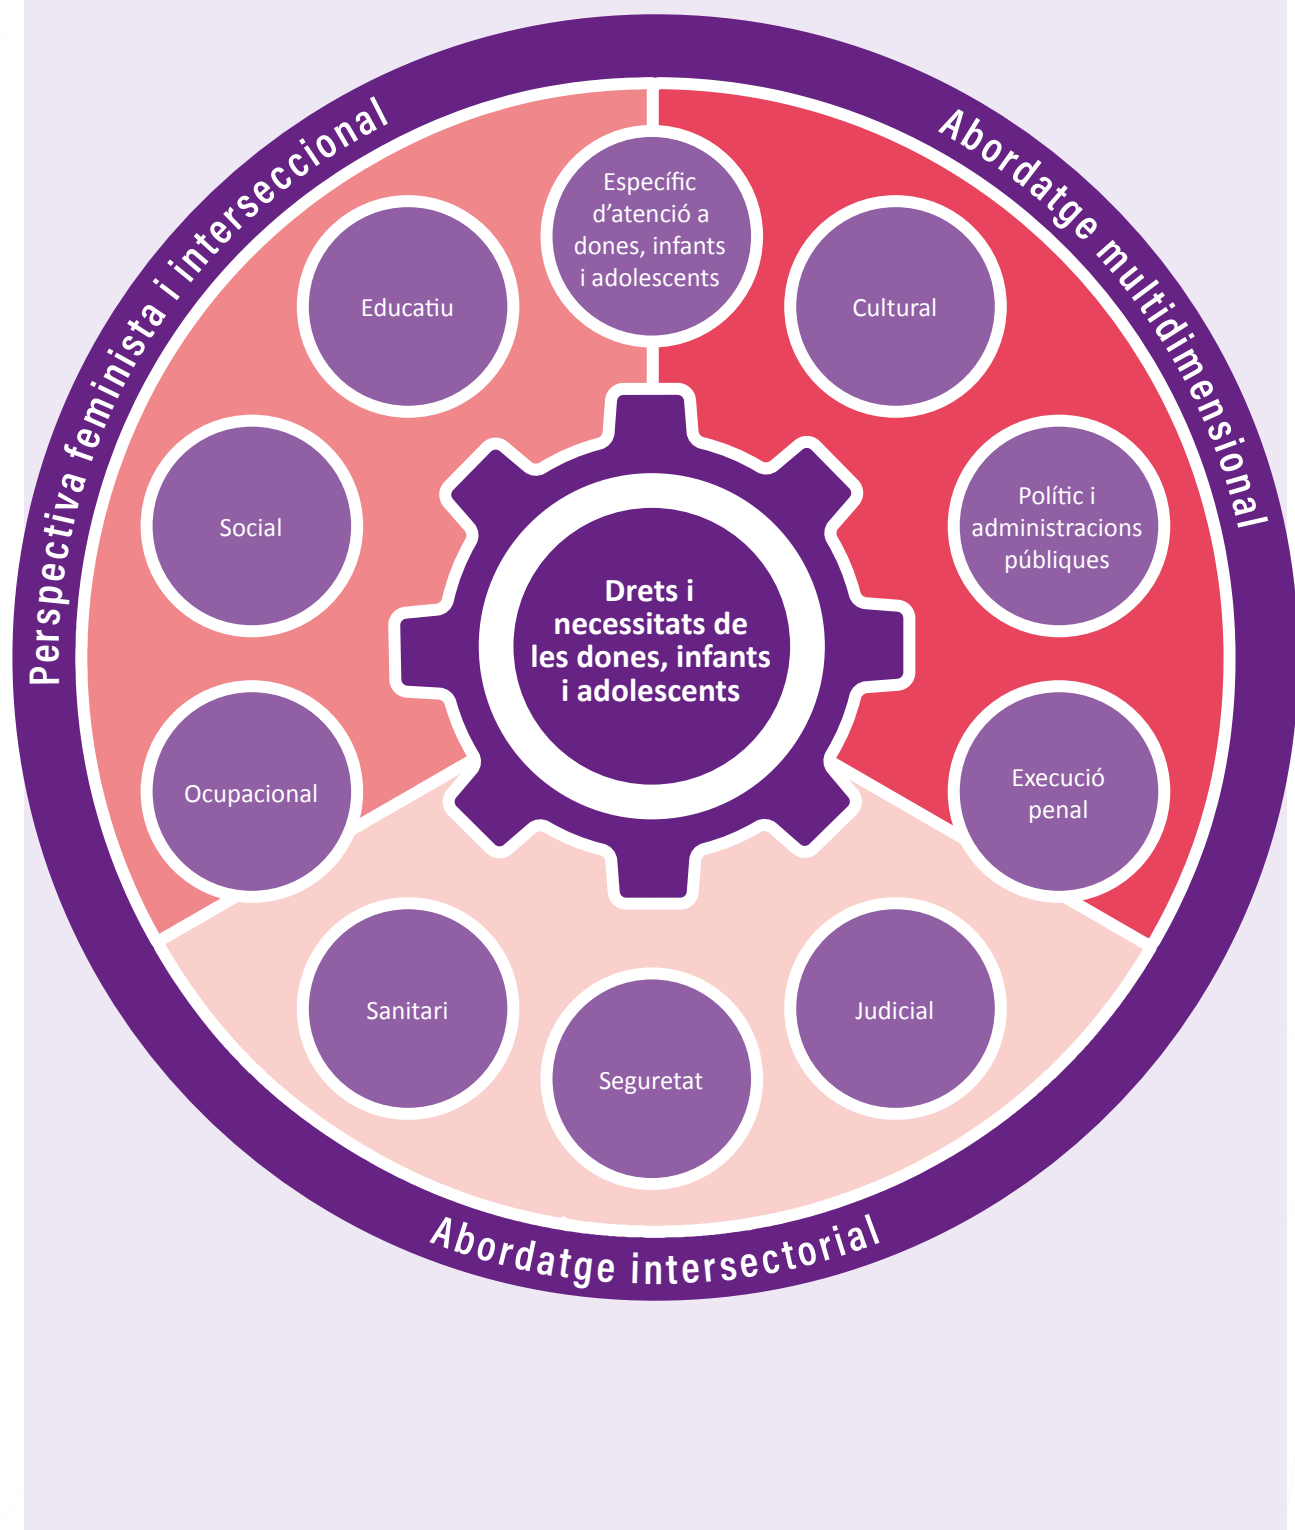 Perspectiva feminista i interseccional
Abordatge multidimensional
Específic
d’atenció a
dones, infants
i adolescents
Educatiu
Cultural
Social
Polític i
administracions
públiques
Drets i
necessitats de
les dones, infants
i adolescents
Ocupacional
Execució
penal
Sanitari
Judicial
Seguretat
Abordatge intersectorial